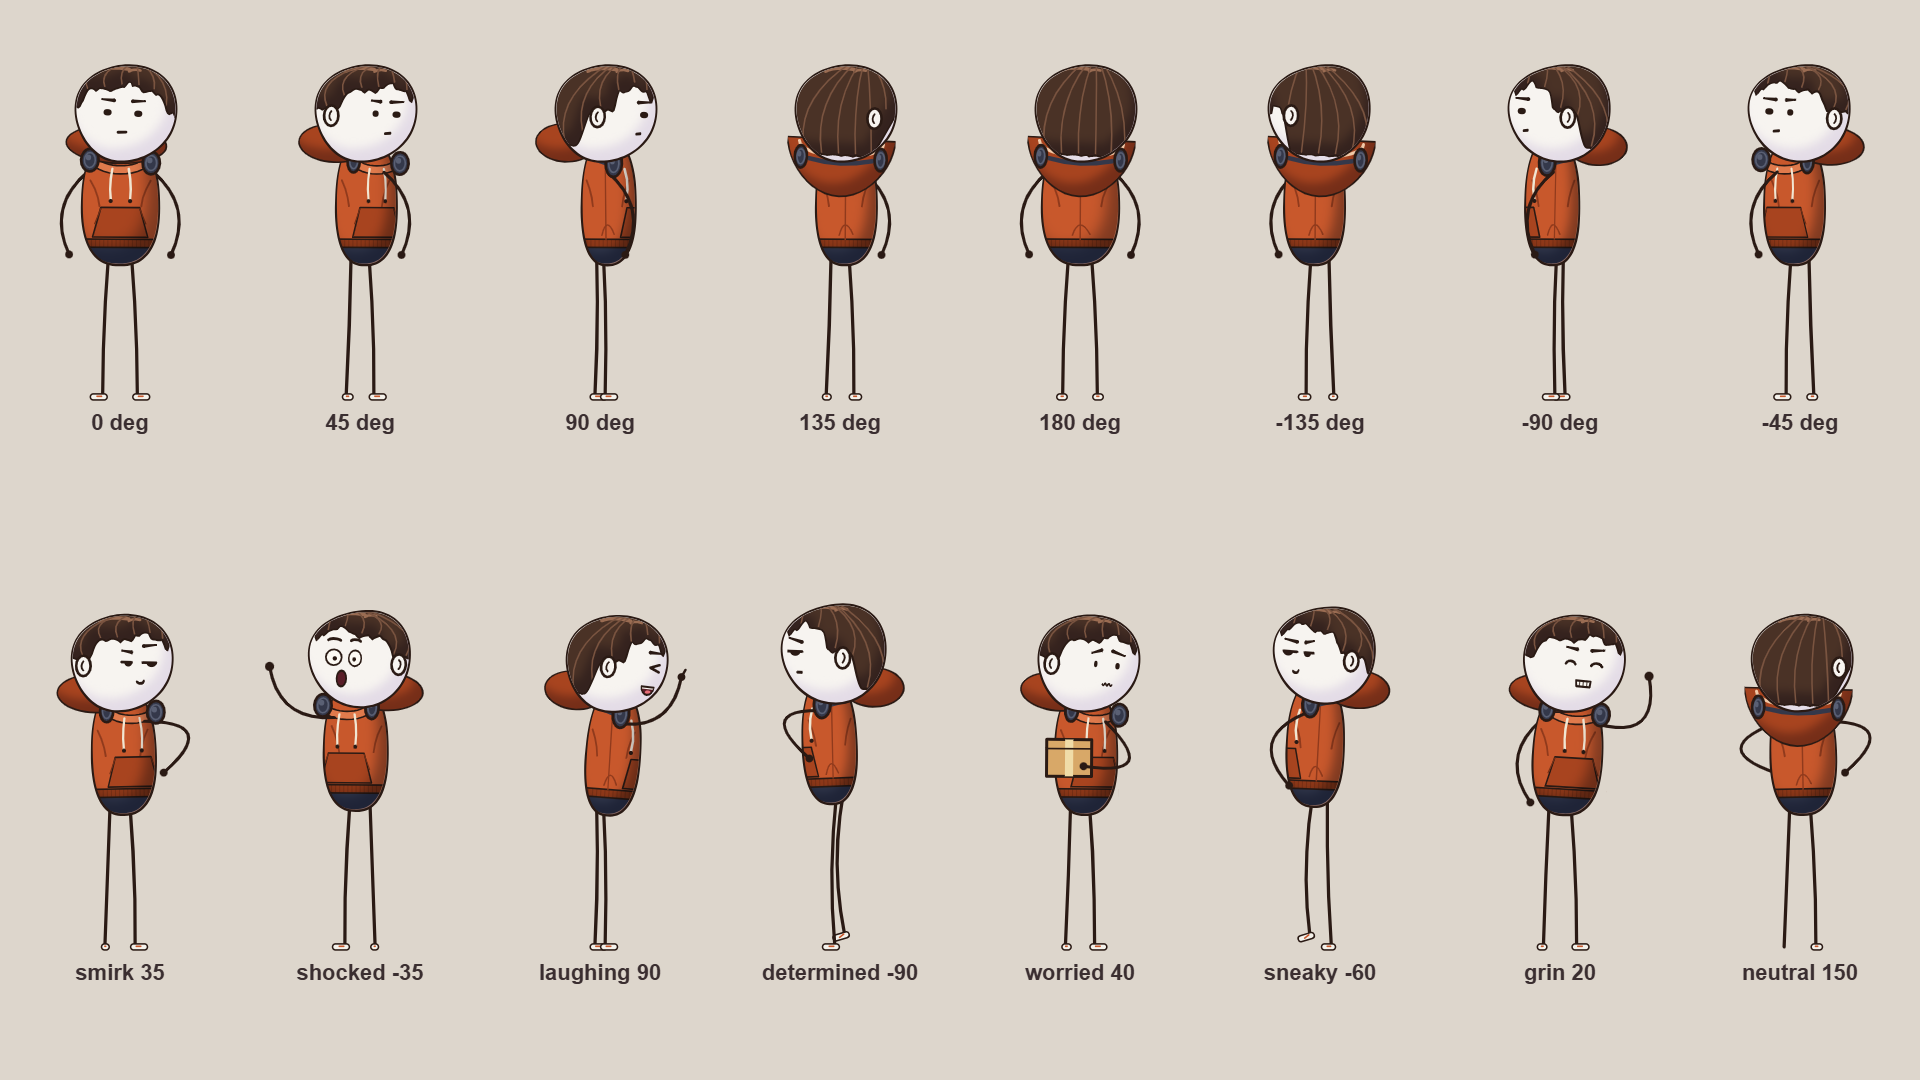 0 deg
45 deg
90 deg
135 deg
180 deg
-135 deg
-90 deg
-45 deg
smirk 35
shocked -35
laughing 90
determined -90
worried 40
sneaky -60
grin 20
neutral 150